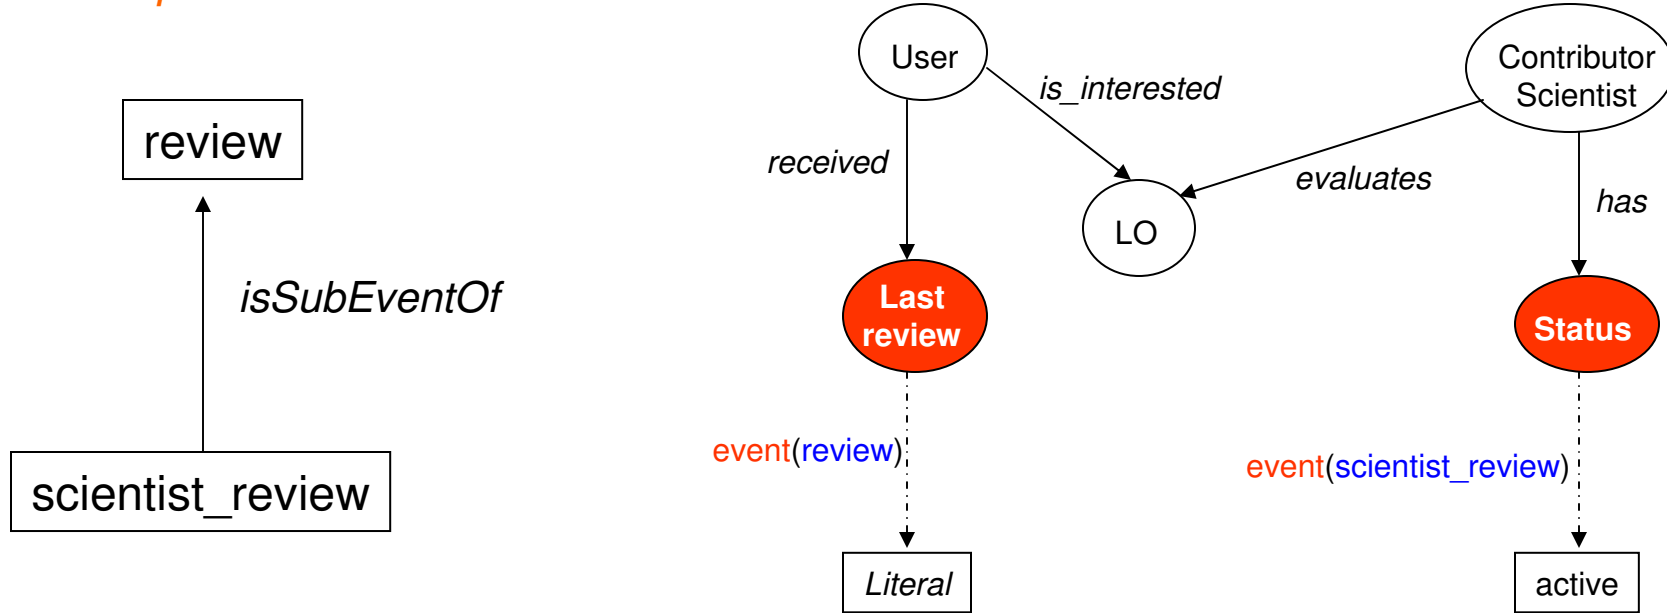 review
isSubEventOf
scientist_review
User
Contributor
Scientist
is_interested
received
evaluates
has
LO
Last
review
Status
event(review)
event(scientist_review)
Literal
active